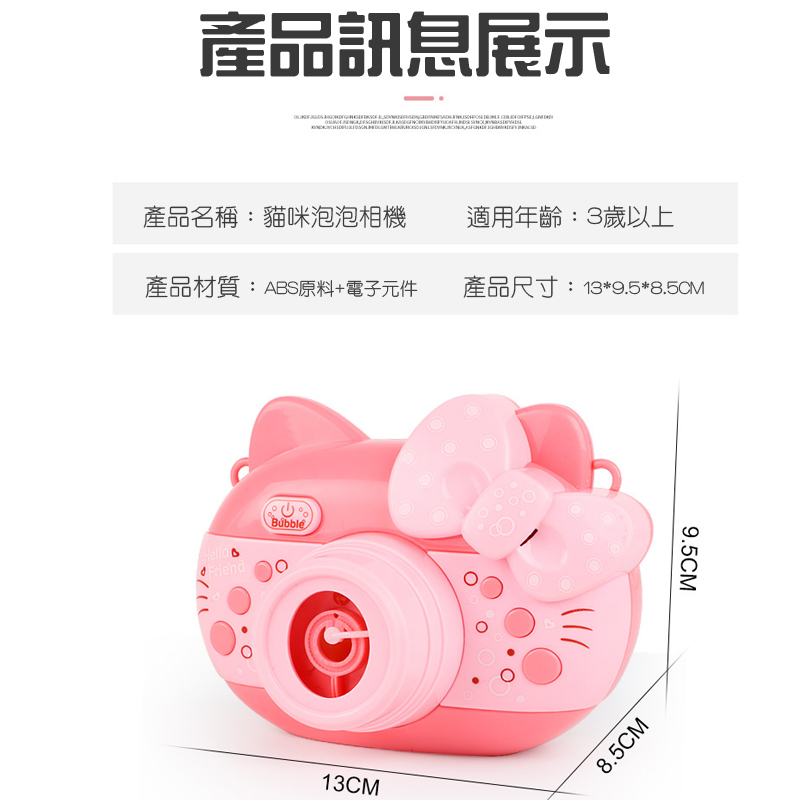 產品訊息展示
產品名稱：貓咪泡泡相機
適用年齡：3歲以上
產品材質：ABS原料+電子元件
產品尺寸：13*9.5*8.5CM
Bubble
Hello
Friend
9.5CM
8.5CM
13CM